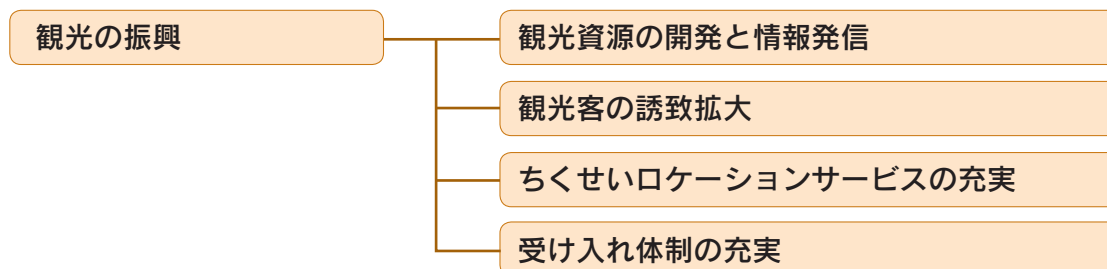 観光の振興
観光資源の開発と情報発信
観光客の誘致拡大
ちくせいロケーションサービスの充実
受け入れ体制の充実